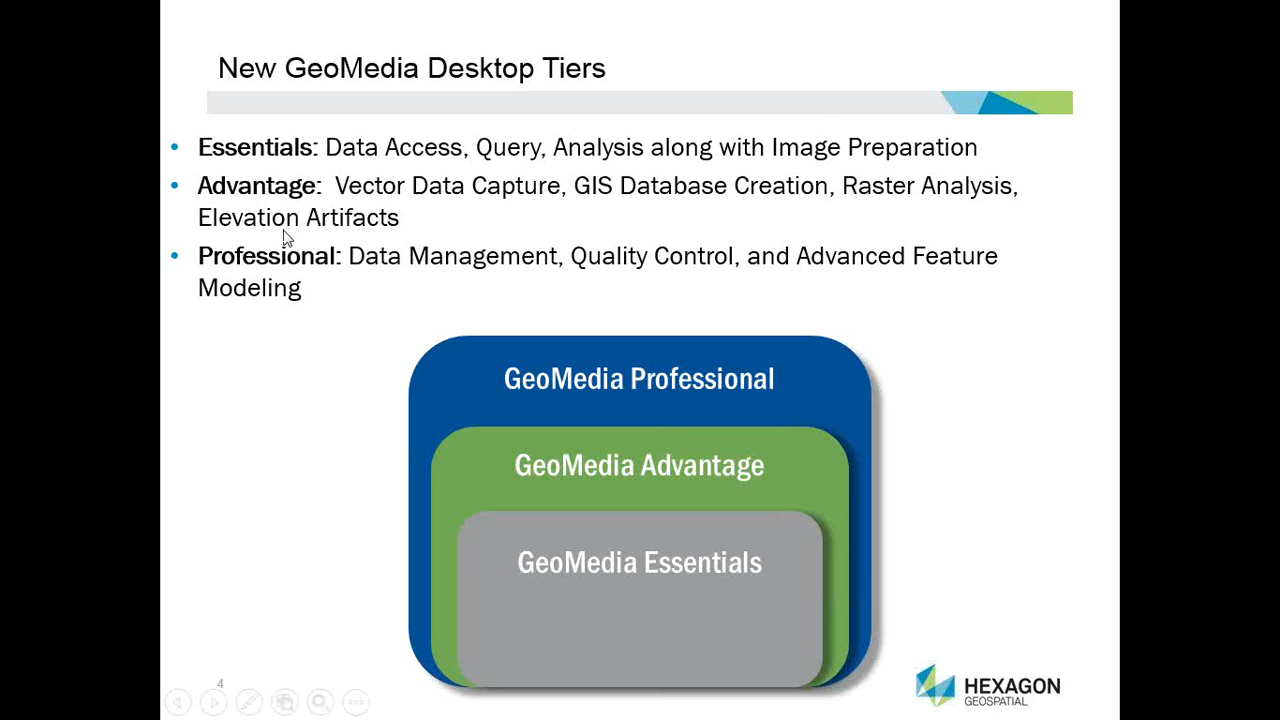 New GeoMedia Desktop Tiers
• Essentials: Data Access, Query, Analysis along with Image Preparation
• Advantage: Vector Data Capture, GIS Database Creation, Raster Analysis,
Elevation Artifacts
• Professional: Data Management, Quality Control, and Advanced Feature
Modeling
GeoMedia Professional
GeoMedia Advantage
GeoMedia Essentials
4
HEXAGON
GEOSPATIAL